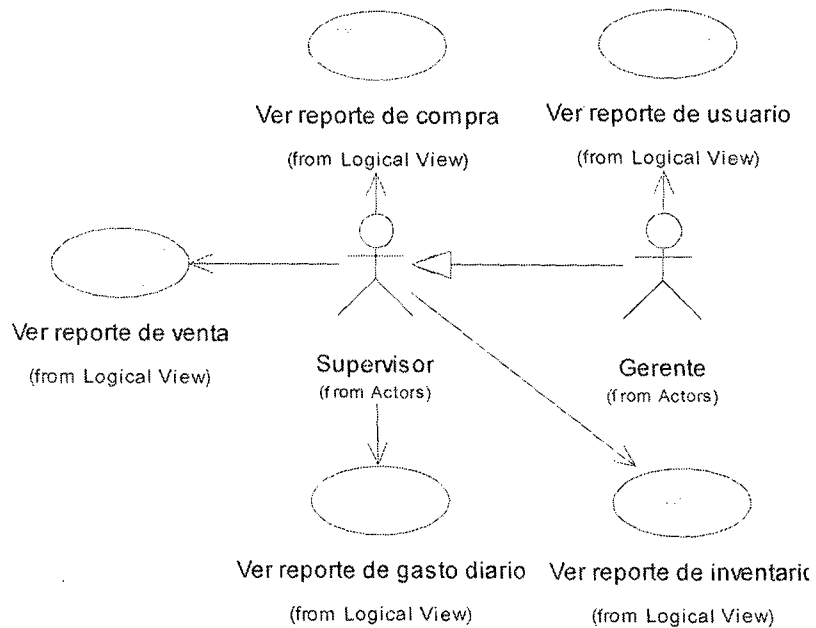 Ver reporte de compra
(from Logical View)
Ver reporte de usuario
(from Logical View)
Ver reporte de venta
(from Logical View)
Supervisor
(from Actors)
Gerente
(from Actors)
Ver reporte de gasto diario
(from Logical View)
Ver reporte de inventaric
(from Logical View)